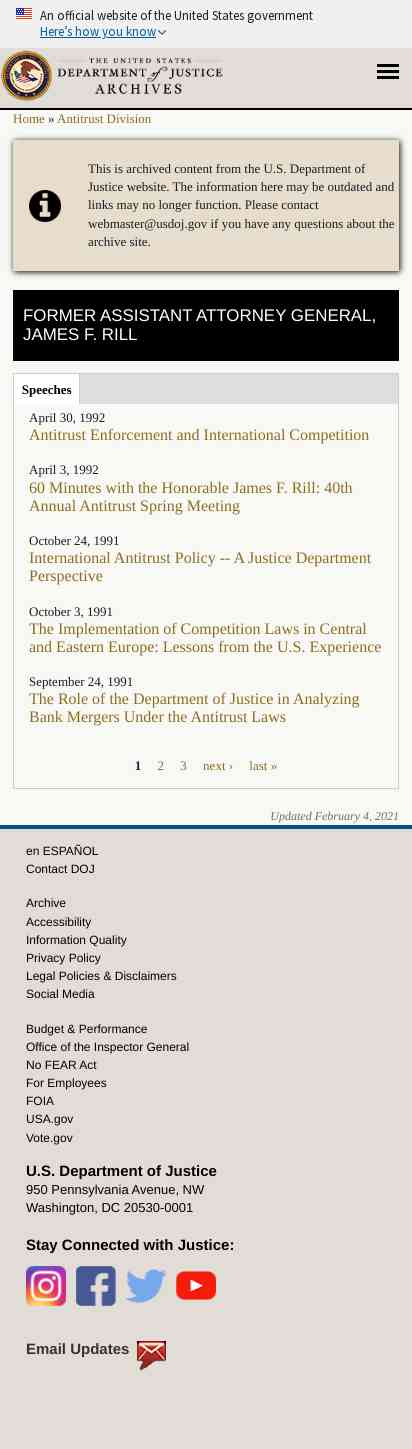 An official website of the United States government
Here's how you know
THE UNITED STATES
DEPARTMENT of JUSTICE
ARCHIVES
Home » Antitrust Division
This is archived content from the U.S. Department of
Justice website. The information here may be outdated and
links may no longer function. Please contact
webmaster@usdoj.gov if you have any questions about the
archive site.
FORMER ASSISTANT ATTORNEY GENERAL,
JAMES F. RILL
Speeches
April 30, 1992
Antitrust Enforcement and International Competition
April 3, 1992
60 Minutes with the Honorable James F. Rill: 40th
Annual Antitrust Spring Meeting
October 24, 1991
International Antitrust Policy -- A Justice Department
Perspective
October 3, 1991
The Implementation of Competition Laws in Central
and Eastern Europe: Lessons from the U.S. Experience
September 24, 1991
The Role of the Department of Justice in Analyzing
Bank Mergers Under the Antitrust Laws
1 2 3 next › last »
Updated February 4, 2021
en ESPAÑOL
Contact DOJ
Archive
Accessibility
Information Quality
Privacy Policy
Legal Policies & Disclaimers
Social Media
Budget & Performance
Office of the Inspector General
No FEAR Act
For Employees
FOIA
USA.gov
Vote.gov
U.S. Department of Justice
950 Pennsylvania Avenue, NW
Washington, DC 20530-0001
Stay Connected with Justice:
Email Updates